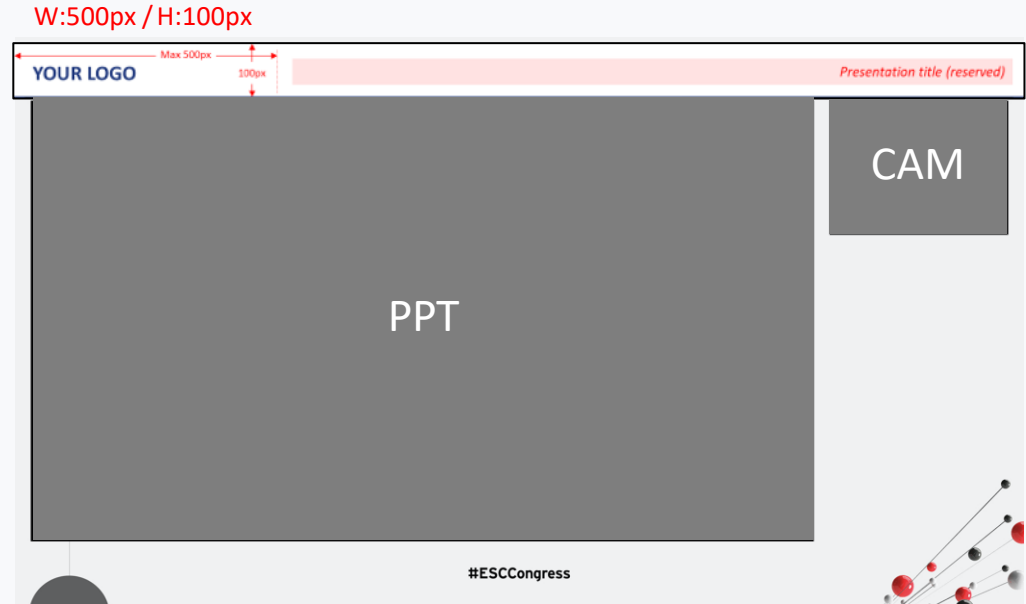 W:500px / H:100px
Max 500px
YOUR LOGO
100px
Presentation title (reserved)
CAM
PPT
#ESCCongress